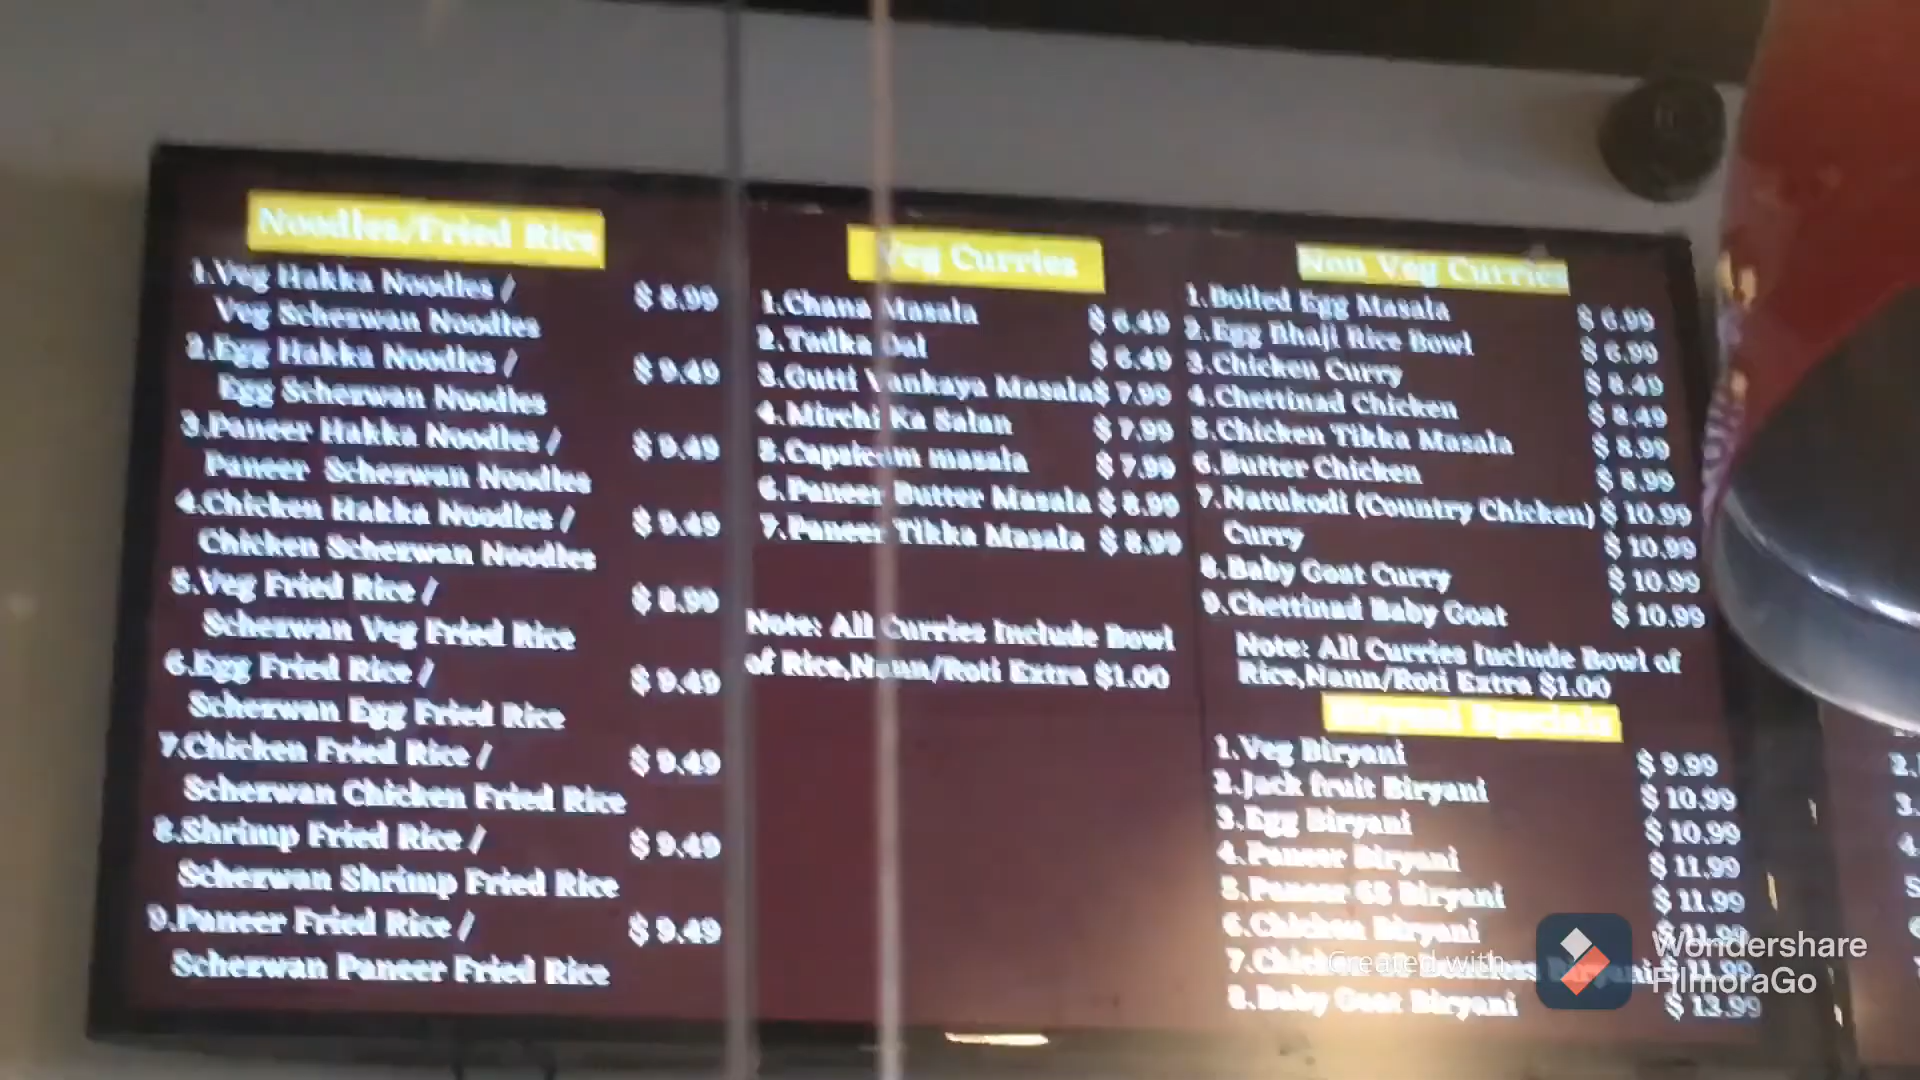 Noodles/Fried Rice
1.Veg Hakka Noodles / $ 8.99
Veg Schezwan Noodles
2.Egg Hakka Noodles / $ 9.49
Egg Schezwan Noodles
3.Paneer Hakka Noodles / $ 9.49
Paneer Schezwan Noodles
4.Chicken Hakka Noodles / $ 9.49
Chicken Schezwan Noodles
5.Veg Fried Rice / $ 8.99
Schezwan Veg Fried Rice
6.Egg Fried Rice / $ 9.49
Schezwan Egg Fried Rice
7.Chicken Fried Rice / $ 9.49
Schezwan Chicken Fried Rice
8.Shrimp Fried Rice / $ 9.49
Schezwan Shrimp Fried Rice
9.Paneer Fried Rice / $ 9.49
Schezwan Paneer Fried Rice
Veg Curries
1.Chana Masala $ 6.49
2.Tadka Dal $ 6.49
3.Gutti Vankaya Masala $ 7.99
4.Mirchi Ka Salan $ 7.99
5.Capsicum masala $ 7.99
6.Paneer Butter Masala $ 8.99
7.Paneer Tikka Masala $ 8.99
Note: All Curries Include Bowl
of Rice,Nann/Roti Extra $1.00
Non Veg Curries
1.Boiled Egg Masala $ 6.99
2.Egg Bhaji Rice Bowl $ 6.99
3.Chicken Curry $ 8.49
4.Chettinad Chicken $ 8.49
5.Chicken Tikka Masala $ 8.99
6.Butter Chicken $ 8.99
7.Natukodi (Country Chicken) $ 10.99
Curry $ 10.99
8.Baby Goat Curry $ 10.99
9.Chettinad Baby Goat $ 10.99
Note: All Curries Include Bowl of
Rice,Nann/Roti Extra $1.00
Biryani Specials
1.Veg Biryani $ 9.99
2.Jack fruit Biryani $ 10.99
3.Egg Biryani $ 10.99
4.Paneer Biryani $ 11.99
5.Paneer 65 Biryani $ 11.99
6.Chicken Biryani $ 11.99
7. Biryani $ 11.99
8.Baby Goat Biryani $ 13.99
Created with
Wondershare
FilmoraGo